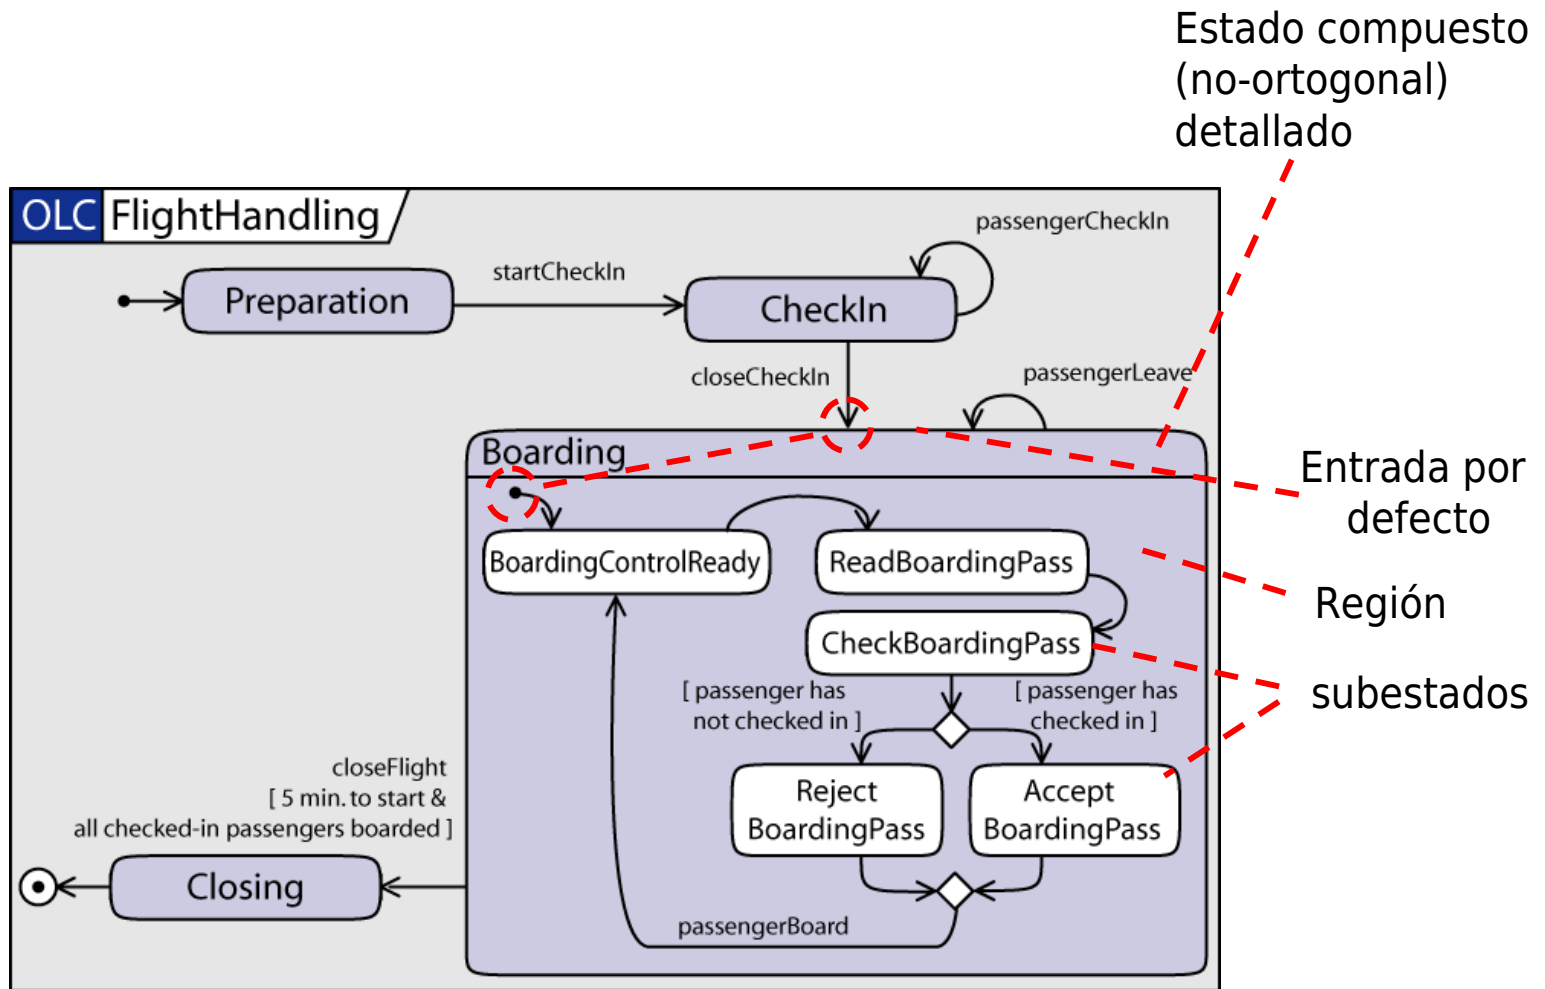 Estado compuesto
(no-ortogonal)
detallado
OLC FlightHandling
passengerCheckIn
startCheckIn
Preparation
CheckIn
closeCheckIn
passengerLeave
Boarding
Entrada por
defecto
BoardingControlReady
ReadBoardingPass
Región
CheckBoardingPass
subestados
[ passenger has
not checked in ]
[ passenger has
checked in ]
closeFlight
[ 5 min. to start &
all checked-in passengers boarded ]
Reject
BoardingPass
Accept
BoardingPass
Closing
passengerBoard